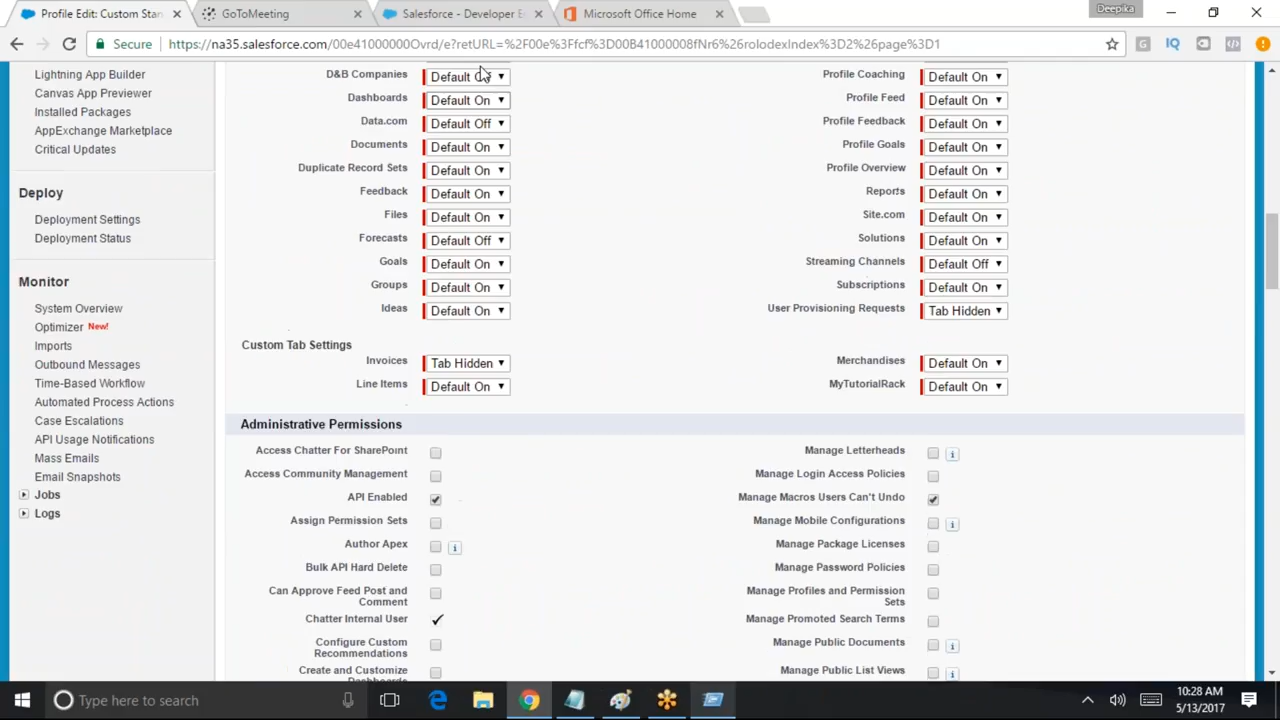 Profile Edit: Custom Stan
GoToMeeting
Salesforce - Developer E
Microsoft Office Home
Deepika
Secure
https://na35.salesforce.com/00e41000000Ovrd/e?retURL=%2F00e%3Ffcf%3D00B41000008fNr6%26rolodexIndex%3D2%26page%3D1
Lightning App Builder
Canvas App Previewer
Installed Packages
AppExchange Marketplace
Critical Updates
Deploy
Deployment Settings
Deployment Status
Monitor
System Overview
Optimizer New!
Imports
Outbound Messages
Time-Based Workflow
Automated Process Actions
Case Escalations
API Usage Notifications
Mass Emails
Email Snapshots
Jobs
Logs
D&B Companies Default On Profile Coaching Default On
Dashboards Default On Profile Feed Default On
Data.com Default Off Profile Feedback Default On
Documents Default On Profile Goals Default On
Duplicate Record Sets Default On Profile Overview Default On
Feedback Default On Reports Default On
Files Default On Site.com Default On
Forecasts Default Off Solutions Default On
Goals Default On Streaming Channels Default Off
Groups Default On Subscriptions Default On
Ideas Default On User Provisioning Requests Tab Hidden
Custom Tab Settings
Invoices Tab Hidden Merchandises Default On
Line Items Default On MyTutorialRack Default On
Administrative Permissions
Access Chatter For SharePoint Manage Letterheads i
Access Community Management Manage Login Access Policies
API Enabled Manage Macros Users Can't Undo
Assign Permission Sets Manage Mobile Configurations i
Author Apex i Manage Package Licenses
Bulk API Hard Delete Manage Password Policies
Can Approve Feed Post and Comment Manage Profiles and Permission Sets
Chatter Internal User Manage Promoted Search Terms
Configure Custom Recommendations Manage Public Documents i
Create and Customize Dashboards Manage Public List Views i
Type here to search
10:28 AM
5/13/2017